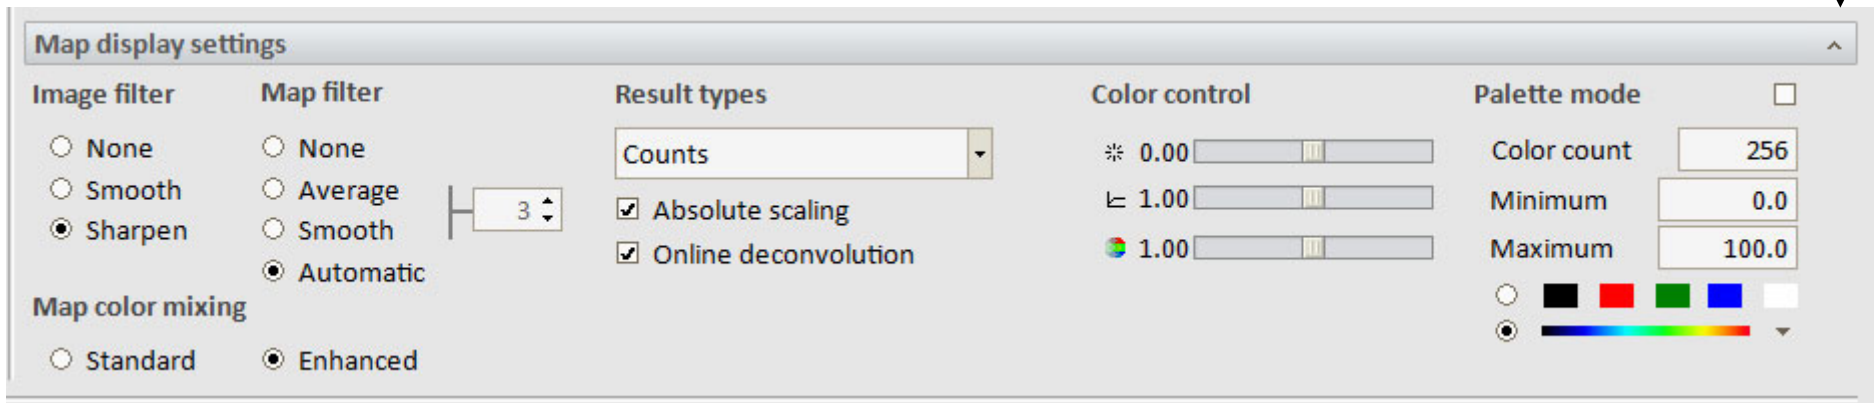 Map display settings
Image filter
None
Smooth
Sharpen
Map color mixing
Standard
Enhanced
Map filter
None
Average
Smooth
Automatic
3
Result types
Counts
Absolute scaling
Online deconvolution
Color control
0.00
1.00
1.00
Palette mode
Color count 256
Minimum 0.0
Maximum 100.0